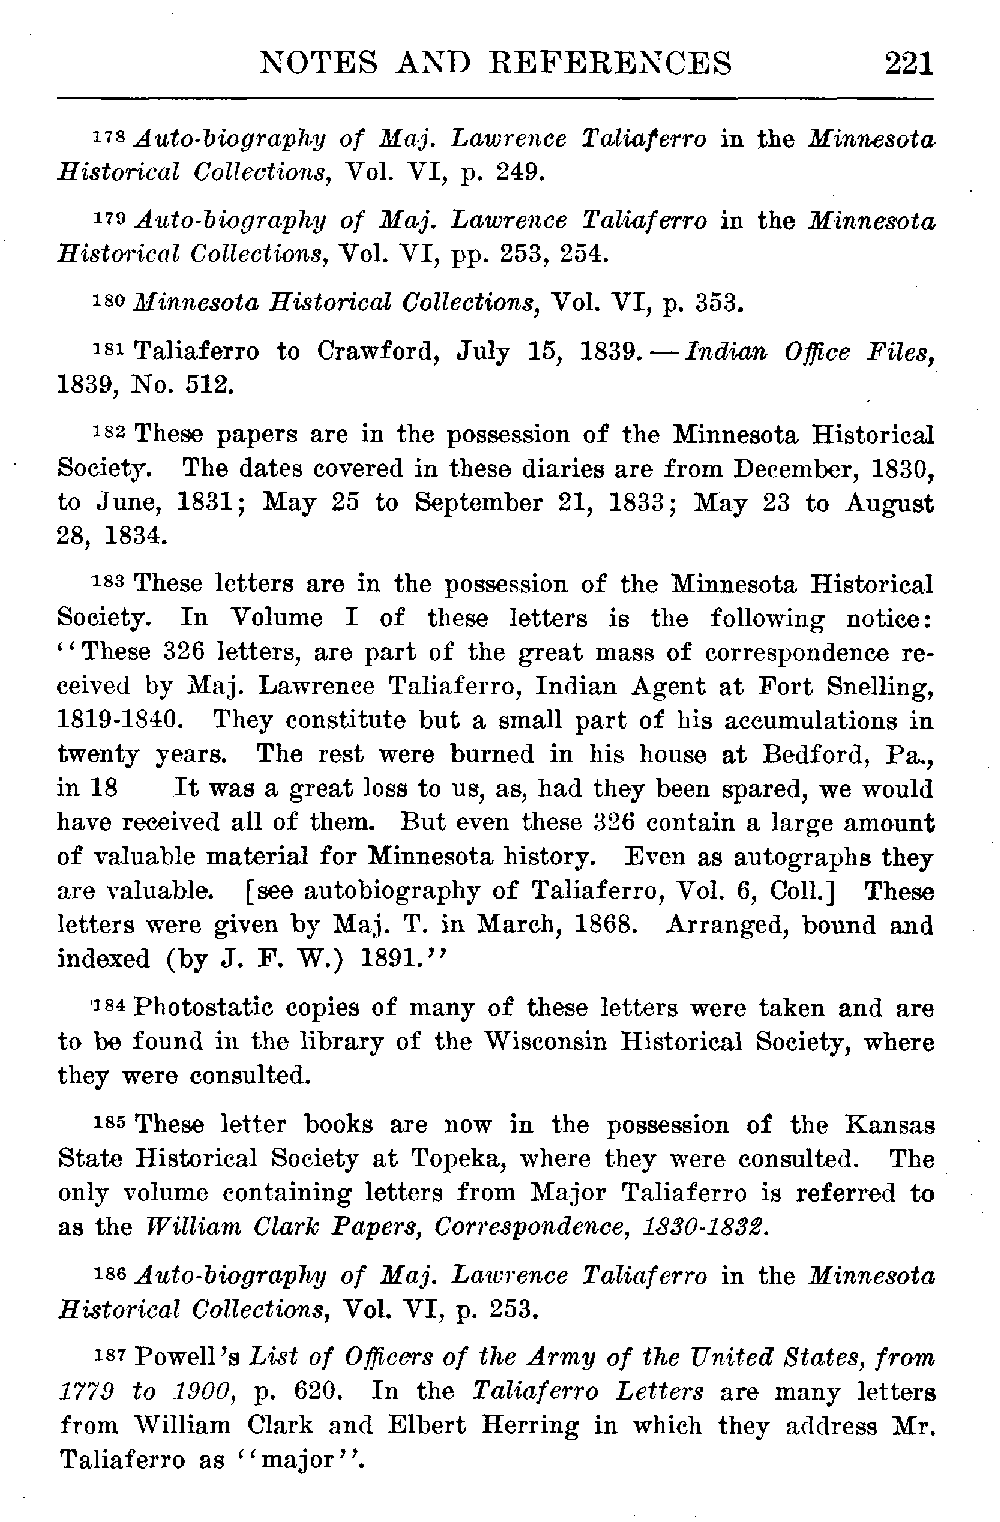 NOTES AND REFERENCES 221
178 Auto-biography of Maj. Lawrence Taliaferro in the Minnesota
Historical Collections, Vol. VI, p. 249.
179 Auto-biography of Maj. Lawrence Taliaferro in the Minnesota
Historical Collections, Vol. VI, pp. 253, 254.
180 Minnesota Historical Collections, Vol. VI, p. 353.
181 Taliaferro to Crawford, July 15, 1839. — Indian Office Files,
1839, No. 512.
182 These papers are in the possession of the Minnesota Historical
Society. The dates covered in these diaries are from December, 1830,
to June, 1831; May 25 to September 21, 1833; May 23 to August
28, 1834.
183 These letters are in the possession of the Minnesota Historical
Society. In Volume I of these letters is the following notice:
"These 326 letters, are part of the great mass of correspondence re-
ceived by Maj. Lawrence Taliaferro, Indian Agent at Fort Snelling,
1819-1840. They constitute but a small part of his accumulations in
twenty years. The rest were burned in his house at Bedford, Pa.,
in 18 It was a great loss to us, as, had they been spared, we would
have received all of them. But even these 326 contain a large amount
of valuable material for Minnesota history. Even as autographs they
are valuable. [see autobiography of Taliaferro, Vol. 6, Coll.] These
letters were given by Maj. T. in March, 1868. Arranged, bound and
indexed (by J. F. W.) 1891."
184 Photostatic copies of many of these letters were taken and are
to be found in the library of the Wisconsin Historical Society, where
they were consulted.
185 These letter books are now in the possession of the Kansas
State Historical Society at Topeka, where they were consulted. The
only volume containing letters from Major Taliaferro is referred to
as the William Clark Papers, Correspondence, 1830-1832.
186 Auto-biography of Maj. Lawrence Taliaferro in the Minnesota
Historical Collections, Vol. VI, p. 253.
187 Powell's List of Officers of the Army of the United States, from
1779 to 1900, p. 620. In the Taliaferro Letters are many letters
from William Clark and Elbert Herring in which they address Mr.
Taliaferro as "major".